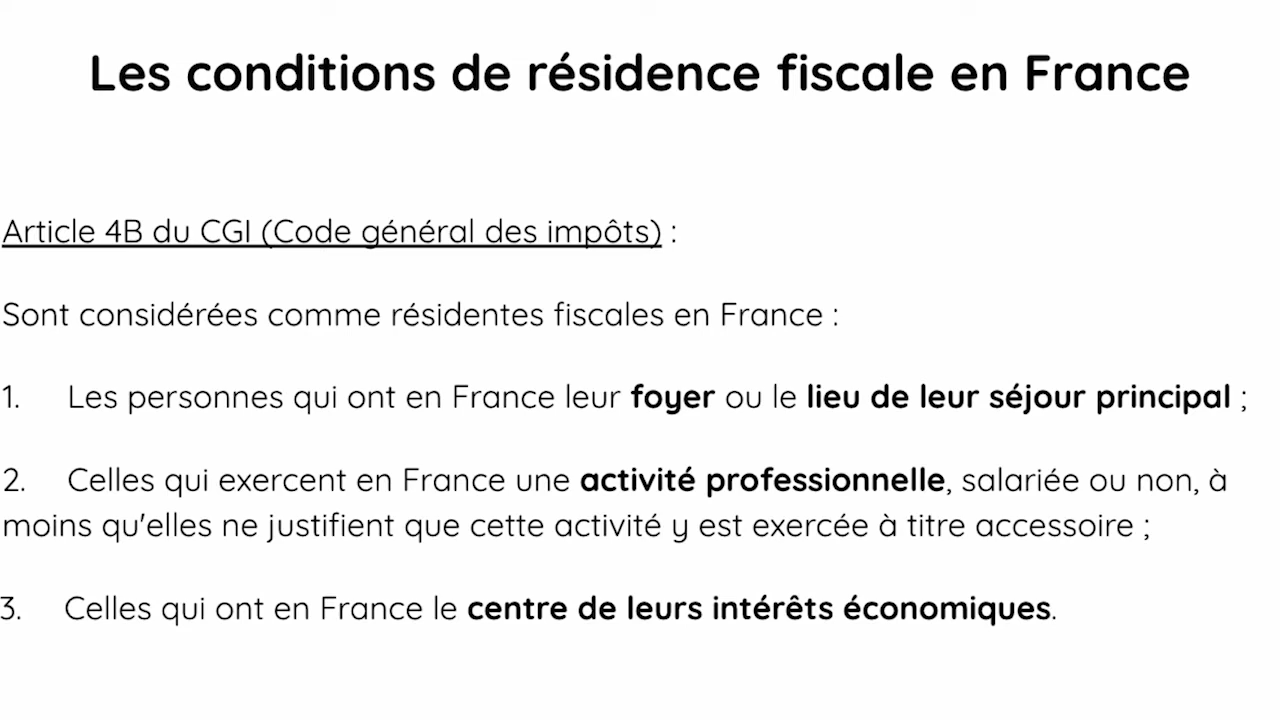 Les conditions de résidence fiscale en France
Article 4B du CGI (Code général des impôts) :
Sont considérées comme résidentes fiscales en France :
1. Les personnes qui ont en France leur foyer ou le lieu de leur séjour principal ;
2. Celles qui exercent en France une activité professionnelle, salariée ou non, à
moins qu'elles ne justifient que cette activité y est exercée à titre accessoire ;
3. Celles qui ont en France le centre de leurs intérêts économiques.